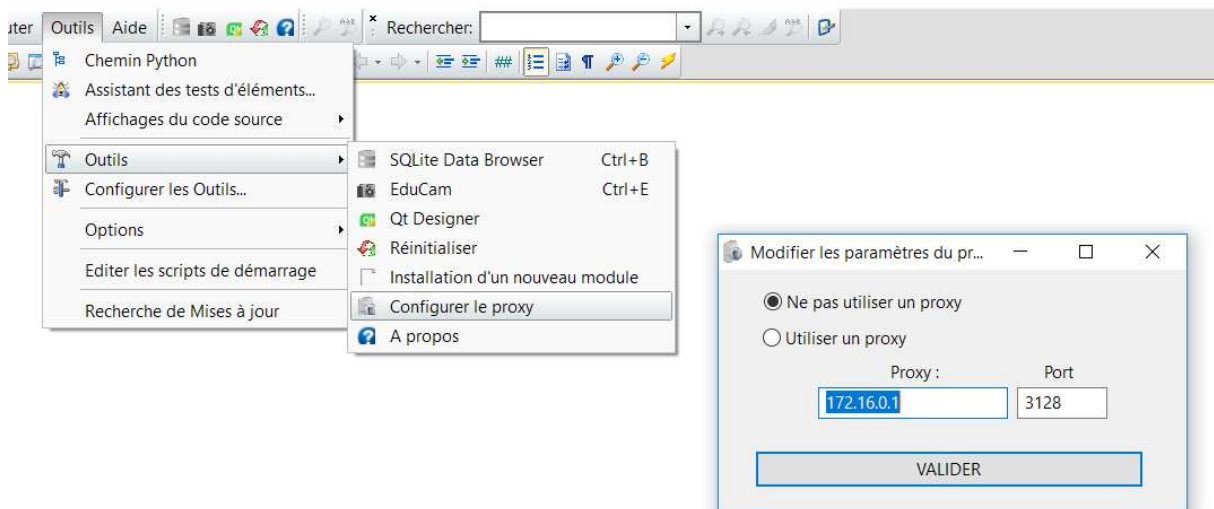 uter Outils Aide Rechercher:
Chemin Python
Assistant des tests d'éléments...
Affichages du code source
Outils
Configurer les Outils...
Options
Editer les scripts de démarrage
Recherche de Mises à jour
SQLite Data Browser Ctrl+B
EduCam Ctrl+E
Qt Designer
Réinitialiser
Installation d'un nouveau module
Configurer le proxy
A propos
Modifier les paramètres du pr...
Ne pas utiliser un proxy
Utiliser un proxy
Proxy : Port
172.16.0.1 3128
VALIDER